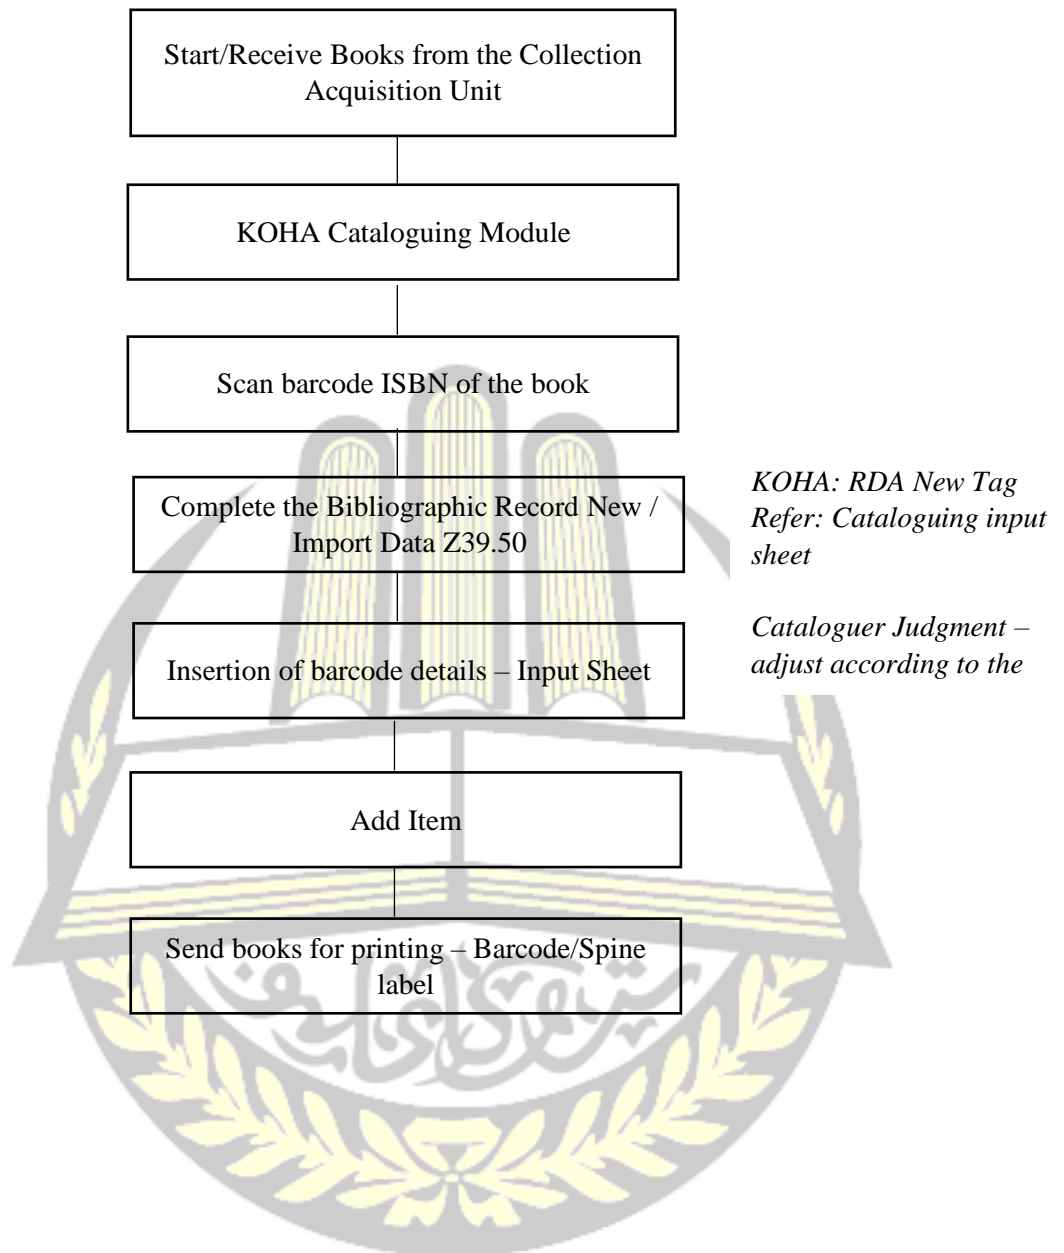 Start/Receive Books from the Collection
Acquisition Unit
KOHA Cataloguing Module
Scan barcode ISBN of the book
Complete the Bibliographic Record New /
Import Data Z39.50
KOHA: RDA New Tag
Refer: Cataloguing input
sheet
Cataloguer Judgment –
adjust according to the
Insertion of barcode details – Input Sheet
Add Item
Send books for printing – Barcode/Spine
label